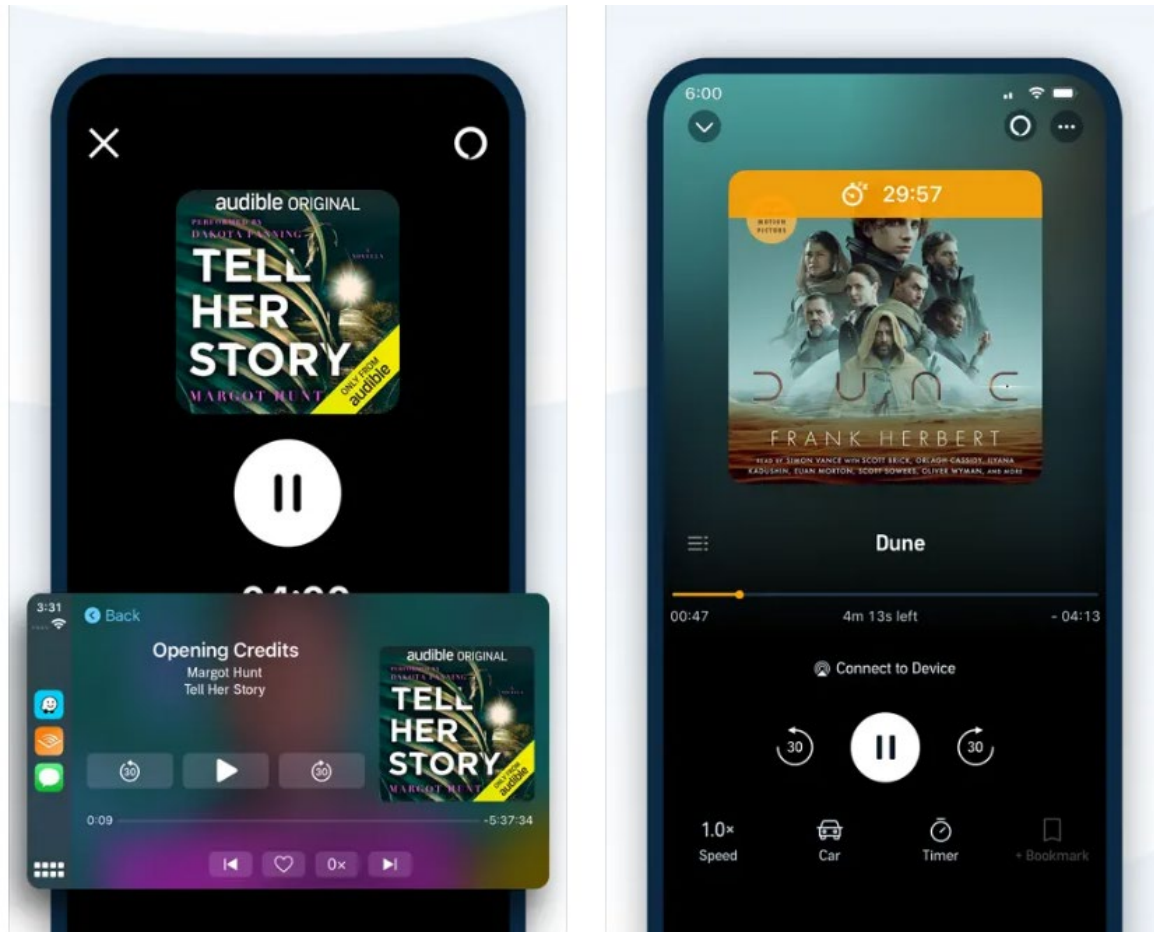 audible ORIGINAL
PERFORMED BY
DAKOTA FANNING
A
NOVELLA
TELL
HER
STORY
MARGOT HUNT
ONLY FROM
audible
3:31
Back
Opening Credits
Margot Hunt
Tell Her Story
audible ORIGINAL
PERFORMED BY
DAKOTA FANNING
TELL
HER
STORY
MARGOT HUNT
ONLY FROM
audible
30
30
0:09
-5:37:34
0×
6:00
29:57
MOTION
PICTURE
DUNE
FRANK HERBERT
READ BY SIMON VANCE WITH SCOTT BRICK, ORLAGH CASSIDY, ILYANA
KADUSHIN, EUAN MORTON, SCOTT SOWERS, OLIVER WYMAN, AND MORE
Dune
00:47
4m 13s left
- 04:13
Connect to Device
30
30
1.0×
Speed
Car
Timer
+ Bookmark